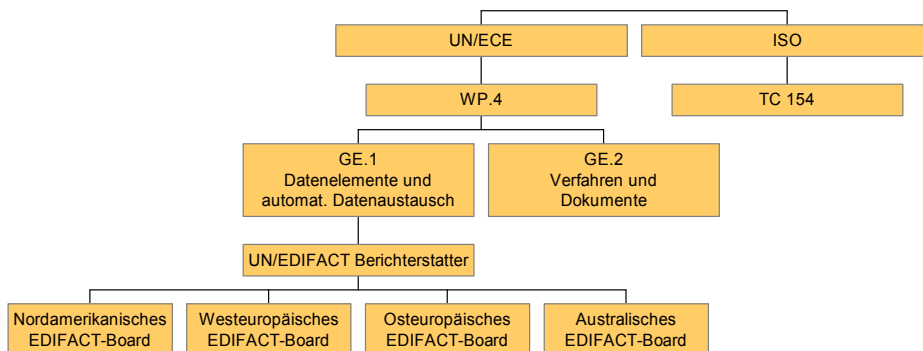 UN/ECE
ISO
WP.4
TC 154
GE.1
Datenelemente und
automat. Datenaustausch
GE.2
Verfahren und
Dokumente
UN/EDIFACT Berichterstatter
Nordamerikanisches
EDIFACT-Board
Westeuropäisches
EDIFACT-Board
Osteuropäisches
EDIFACT-Board
Australisches
EDIFACT-Board